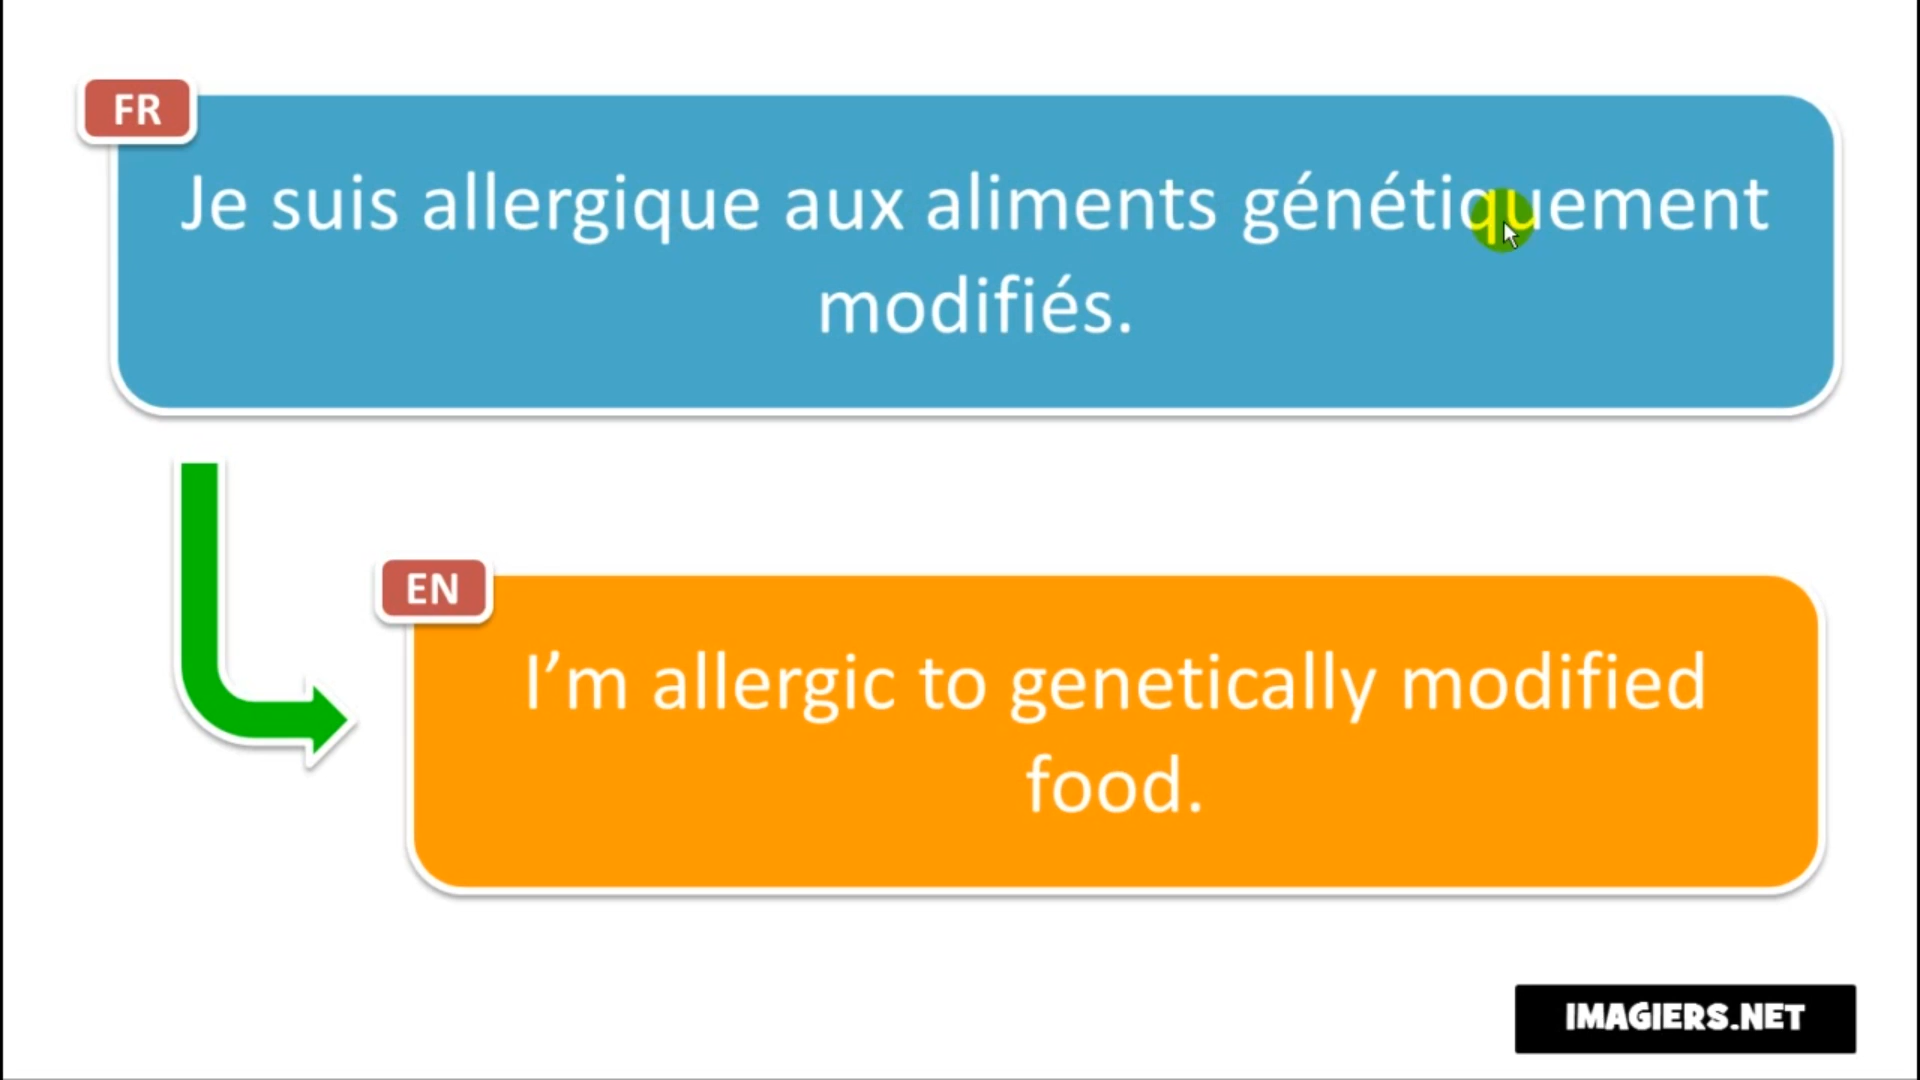 FR
Je suis allergique aux aliments génétiquement
modifiés.
EN
I’m allergic to genetically modified
food.
IMAGIERS.NET